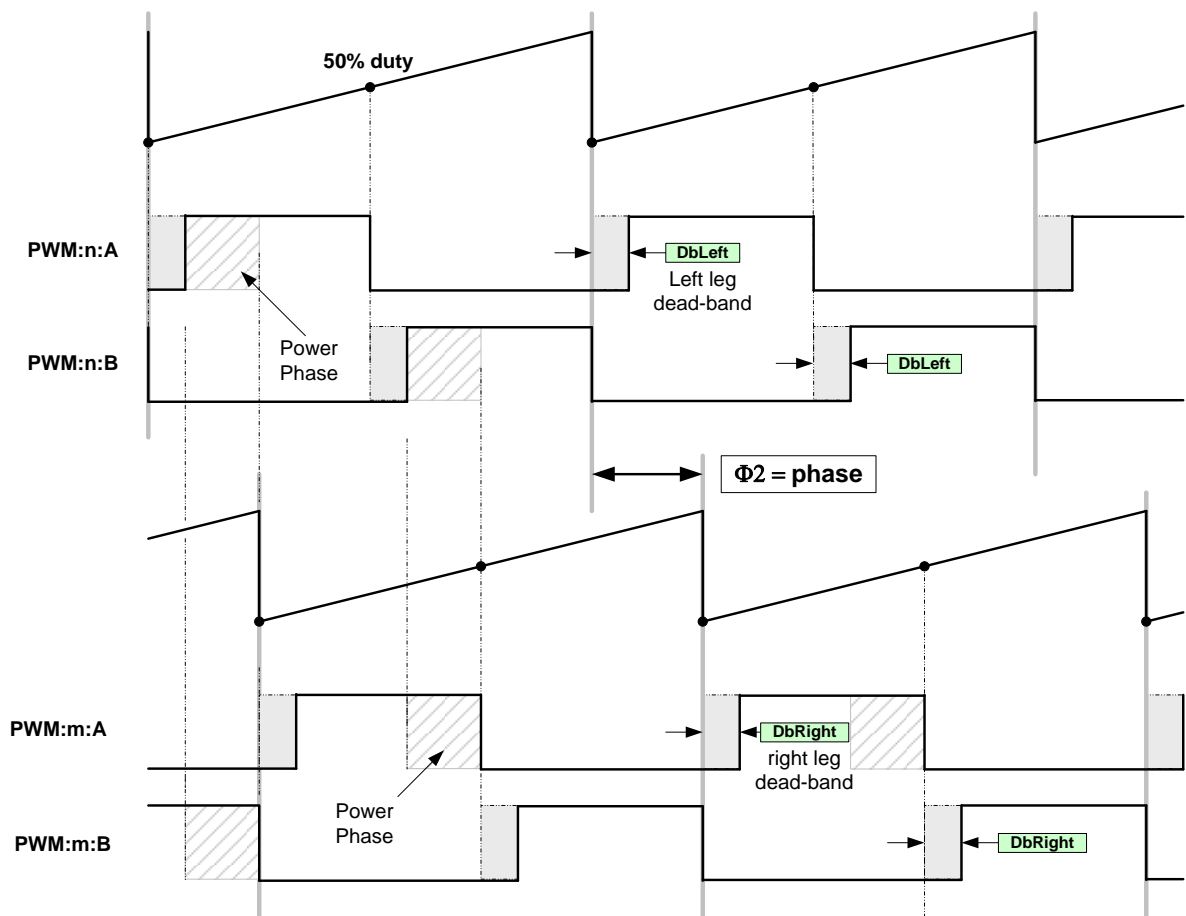 50% duty
PWM:n:A
DbLeft
Left leg
dead-band
Power
Phase
PWM:n:B
DbLeft
Φ2 = phase
PWM:m:A
DbRight
right leg
dead-band
Power
Phase
PWM:m:B
DbRight